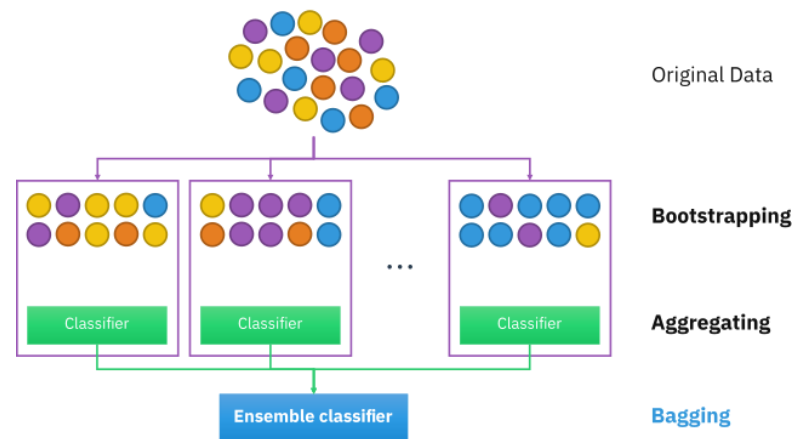 Original Data
Bootstrapping
...
Classifier
Classifier
Classifier
Aggregating
Ensemble classifier
Bagging